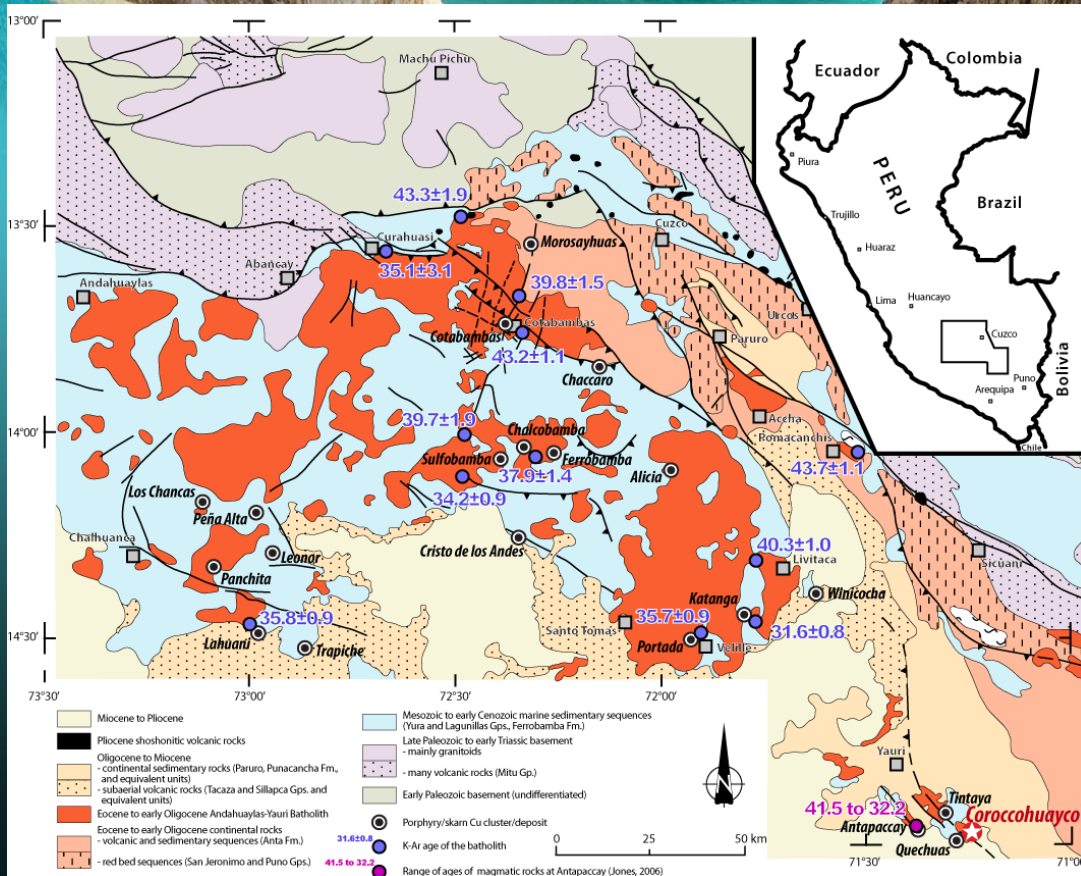 13°00'
Machu Pichu
Ecuador
Colombia
Piura
PERU
Brazil
Trujillo
Huaraz
Lima
Huancayo
Cuzco
Puno
Arequipa
Bolivia
Chile
43.3±1.9
13°30'
Curahuasi
35.1±3.1
Morosayhuas
Cuzco
Abancay
Andahuaylas
39.8±1.5
Urcos
Cotabambas
Cotabambas
43.2±1.1
Paruro
Chaccaro
39.7±1.9
14°00'
Chalcobamba
Accha
Romacanchis
Sulfobamba
37.9±1.4
Ferrobamba
Alicia
43.7±1.1
Los Chancas
34.2±0.9
Peña Alta
Chalhuanca
Leonor
Cristo de los Andes
Panchita
40.3±1.0
Livitaca
Sicuani
Katanga
Winicocha
35.8±0.9
35.7±0.9
31.6±0.8
Santo Tomas
14°30'
Lahuani
Trapiche
Portada
Velille
73°30'
73°00'
72°30'
72°00'
Yauri
41.5 to 32.2
Tintaya
Antapaccay
Coroccohuayco
Quechuas
71°30'
71°00'
Miocene to Pliocene
Pliocene shoshonitic volcanic rocks
Oligocene to Miocene
- continental sedimentary rocks (Paruro, Punacancha Fm.,
and equivalent units)
- subaerial volcanic rocks (Tacaza and Sillapca Gps. and
equivalent units)
Eocene to early Oligocene Andahuaylas-Yauri Batholith
Eocene to early Oligocene continental rocks
- volcanic and sedimentary sequences (Anta Fm.)
- red bed sequences (San Jeronimo and Puno Gps.)
Mesozoic to early Cenozoic marine sedimentary sequences
(Yura and Lagunillas Gps., Ferrobamba Fm.)
Late Paleozoic to early Triassic basement
- mainly granitoids
- many volcanic rocks (Mitu Gp.)
Early Paleozoic basement (undifferentiated)
Porphyry/skarn Cu cluster/deposit
31.6±0.8
K-Ar age of the batholith
41.5 to 32.2
Range of ages of magmatic rocks at Antapaccay (Jones, 2006)
N
0 25 50 km